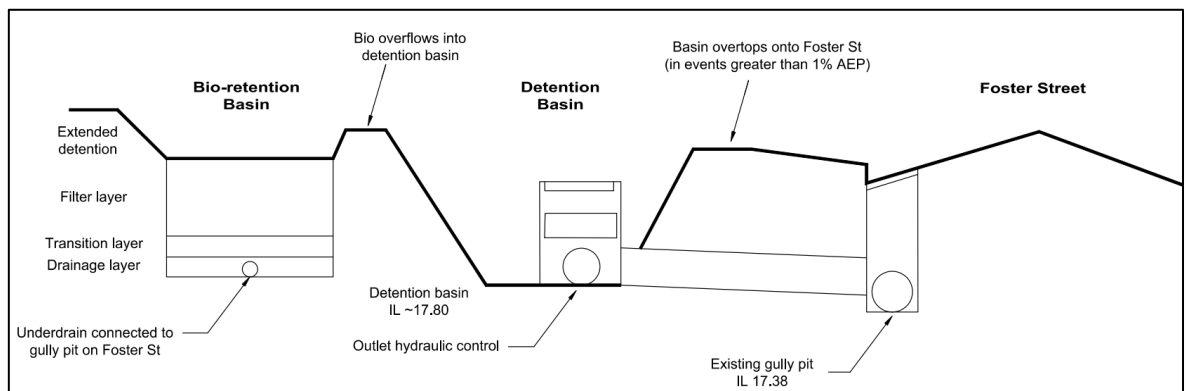 Bio overflows into
detention basin
Basin overtops onto Foster St
(in events greater than 1% AEP)
Bio-retention
Basin
Detention
Basin
Foster Street
Extended
detention
Filter layer
Transition layer
Drainage layer
Detention basin
IL ~17.80
Underdrain connected to
gully pit on Foster St
Outlet hydraulic control
Existing gully pit
IL 17.38